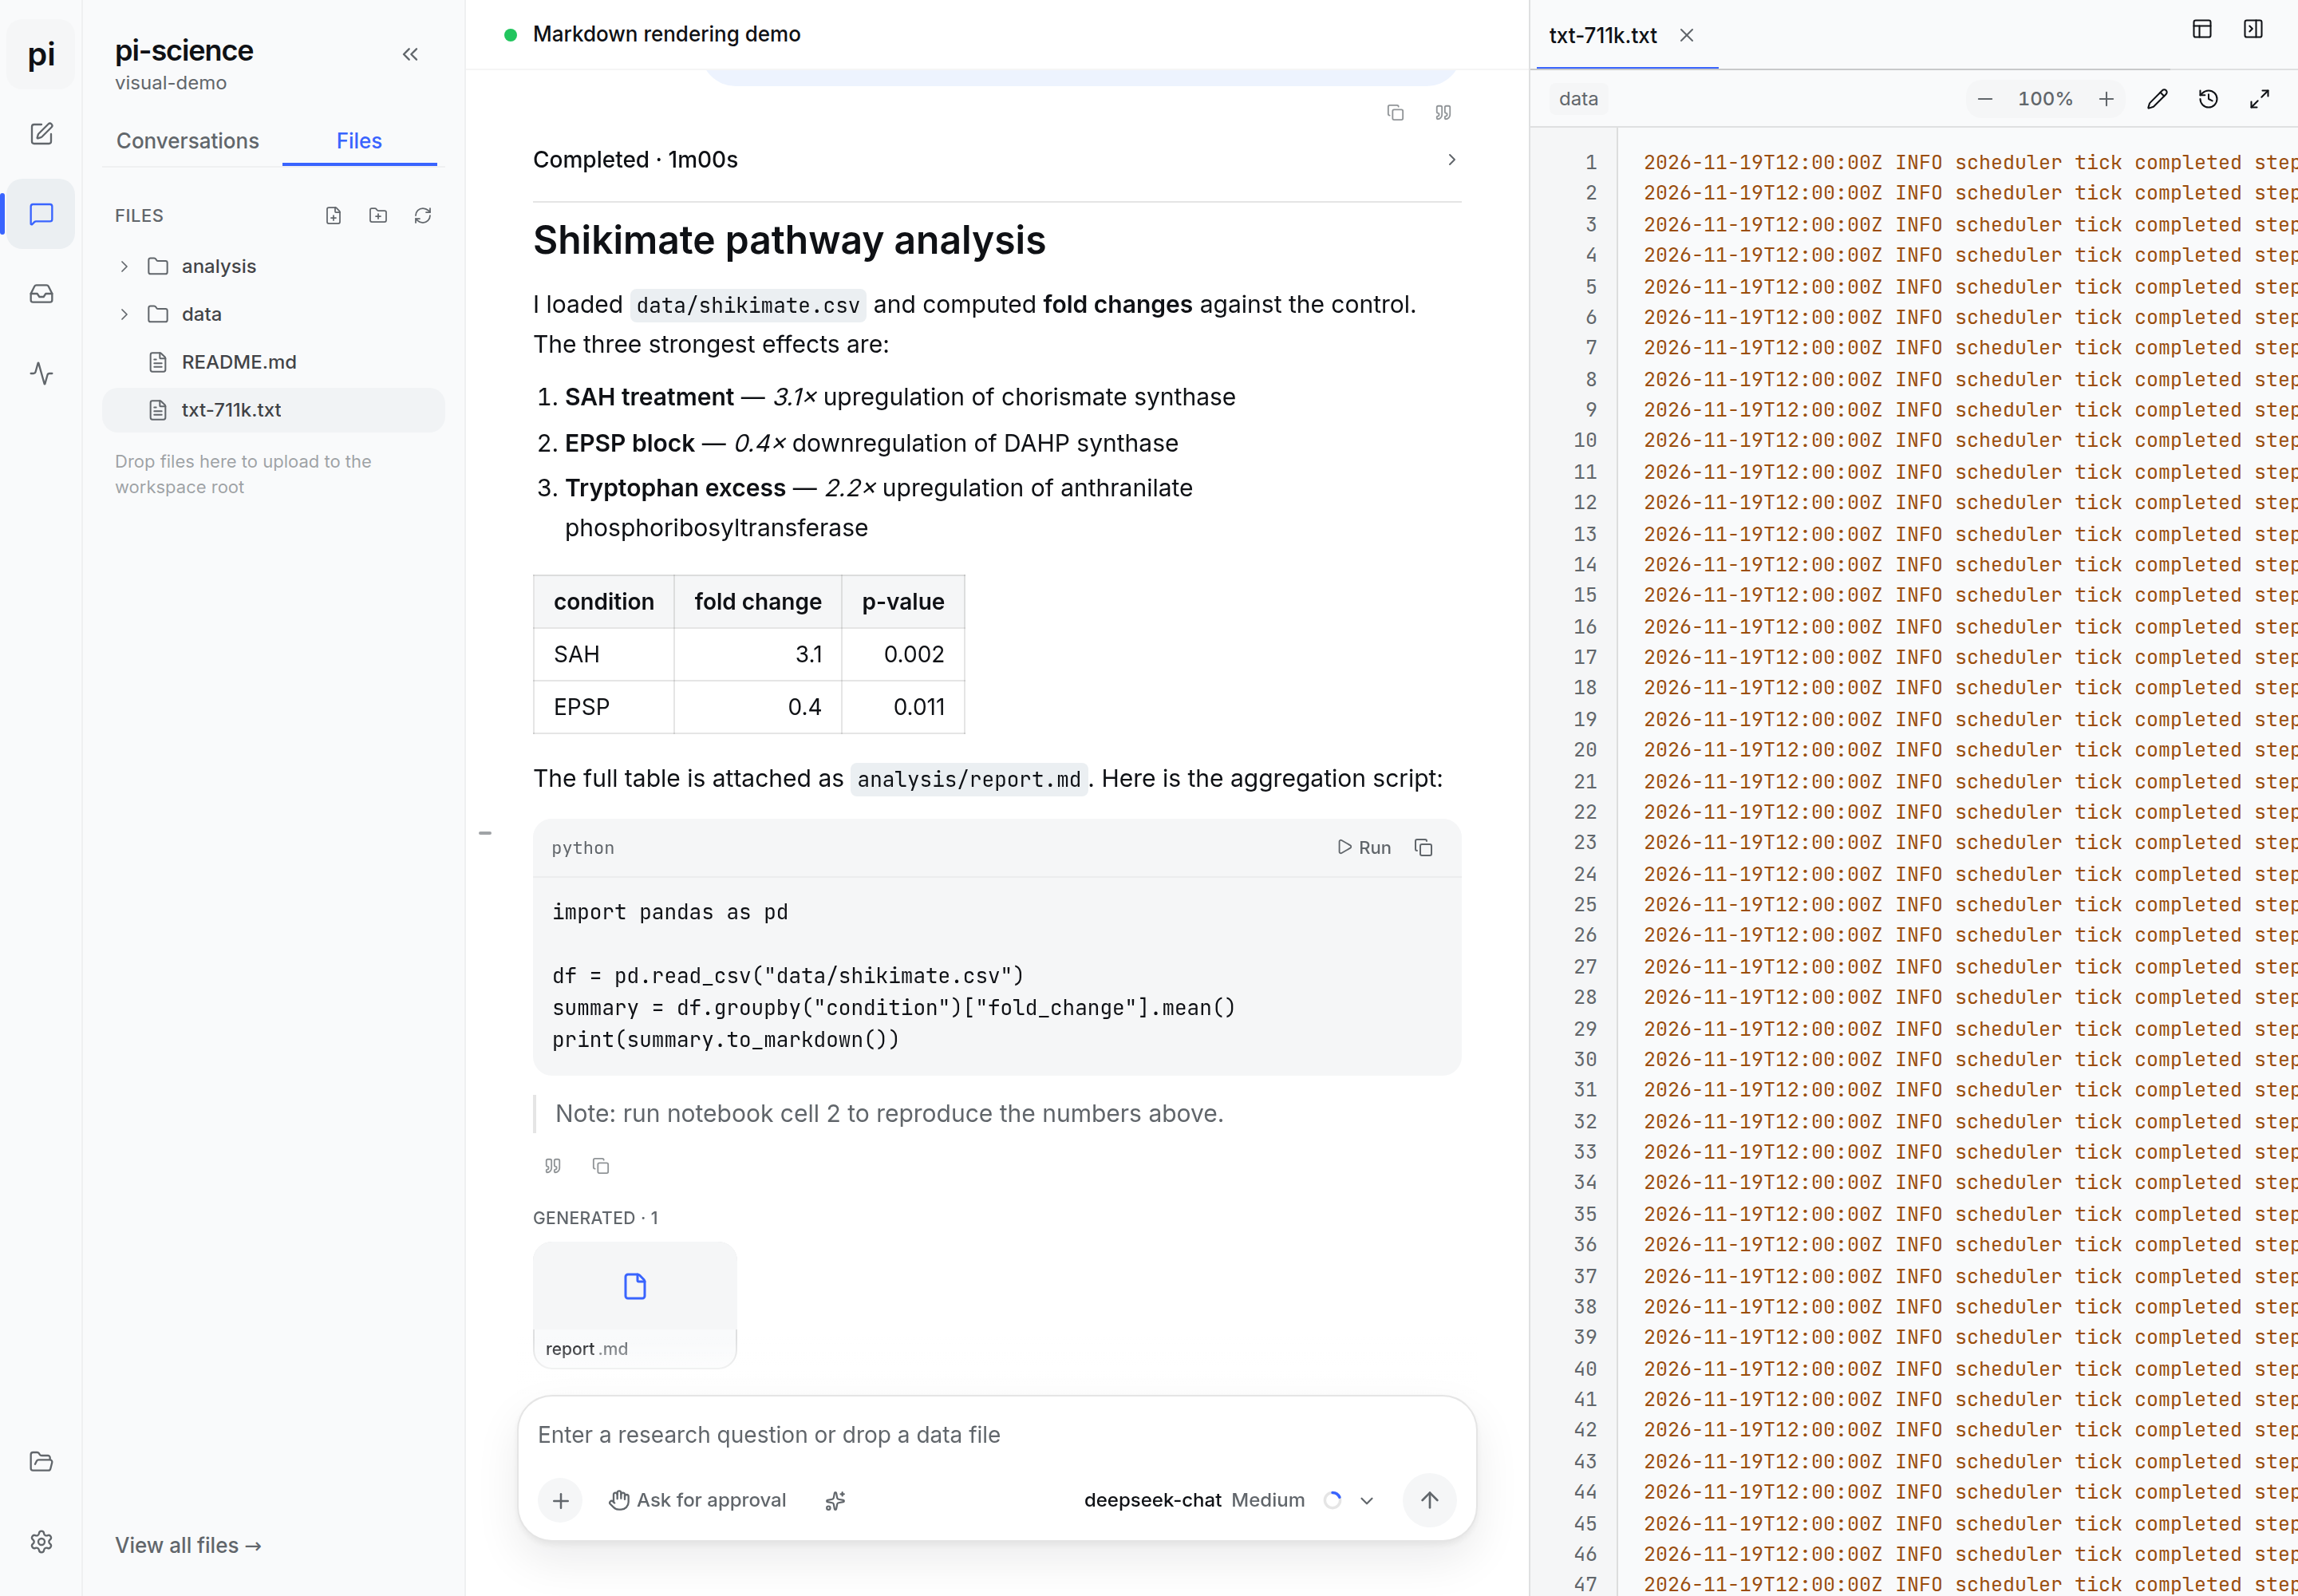 pi
pi-science
visual-demo
Conversations
Files
FILES
analysis
data
README.md
txt-711k.txt
Drop files here to upload to the
workspace root
View all files →
Markdown rendering demo
Completed · 1m00s
Shikimate pathway analysis
I loaded data/shikimate.csv and computed fold changes against the control.
The three strongest effects are:
1. SAH treatment — 3.1× upregulation of chorismate synthase
2. EPSP block — 0.4× downregulation of DAHP synthase
3. Tryptophan excess — 2.2× upregulation of anthranilate
phosphoribosyltransferase
condition fold change p-value
SAH 3.1 0.002
EPSP 0.4 0.011
The full table is attached as analysis/report.md. Here is the aggregation script:
python
Run
import pandas as pd
df = pd.read_csv("data/shikimate.csv")
summary = df.groupby("condition")["fold_change"].mean()
print(summary.to_markdown())
Note: run notebook cell 2 to reproduce the numbers above.
GENERATED · 1
report.md
Enter a research question or drop a data file
Ask for approval
deepseek-chat Medium
txt-711k.txt
data
100%
1 2026-11-19T12:00:00Z INFO scheduler tick completed step
2 2026-11-19T12:00:00Z INFO scheduler tick completed step
3 2026-11-19T12:00:00Z INFO scheduler tick completed step
4 2026-11-19T12:00:00Z INFO scheduler tick completed step
5 2026-11-19T12:00:00Z INFO scheduler tick completed step
6 2026-11-19T12:00:00Z INFO scheduler tick completed step
7 2026-11-19T12:00:00Z INFO scheduler tick completed step
8 2026-11-19T12:00:00Z INFO scheduler tick completed step
9 2026-11-19T12:00:00Z INFO scheduler tick completed step
10 2026-11-19T12:00:00Z INFO scheduler tick completed step
11 2026-11-19T12:00:00Z INFO scheduler tick completed step
12 2026-11-19T12:00:00Z INFO scheduler tick completed step
13 2026-11-19T12:00:00Z INFO scheduler tick completed step
14 2026-11-19T12:00:00Z INFO scheduler tick completed step
15 2026-11-19T12:00:00Z INFO scheduler tick completed step
16 2026-11-19T12:00:00Z INFO scheduler tick completed step
17 2026-11-19T12:00:00Z INFO scheduler tick completed step
18 2026-11-19T12:00:00Z INFO scheduler tick completed step
19 2026-11-19T12:00:00Z INFO scheduler tick completed step
20 2026-11-19T12:00:00Z INFO scheduler tick completed step
21 2026-11-19T12:00:00Z INFO scheduler tick completed step
22 2026-11-19T12:00:00Z INFO scheduler tick completed step
23 2026-11-19T12:00:00Z INFO scheduler tick completed step
24 2026-11-19T12:00:00Z INFO scheduler tick completed step
25 2026-11-19T12:00:00Z INFO scheduler tick completed step
26 2026-11-19T12:00:00Z INFO scheduler tick completed step
27 2026-11-19T12:00:00Z INFO scheduler tick completed step
28 2026-11-19T12:00:00Z INFO scheduler tick completed step
29 2026-11-19T12:00:00Z INFO scheduler tick completed step
30 2026-11-19T12:00:00Z INFO scheduler tick completed step
31 2026-11-19T12:00:00Z INFO scheduler tick completed step
32 2026-11-19T12:00:00Z INFO scheduler tick completed step
33 2026-11-19T12:00:00Z INFO scheduler tick completed step
34 2026-11-19T12:00:00Z INFO scheduler tick completed step
35 2026-11-19T12:00:00Z INFO scheduler tick completed step
36 2026-11-19T12:00:00Z INFO scheduler tick completed step
37 2026-11-19T12:00:00Z INFO scheduler tick completed step
38 2026-11-19T12:00:00Z INFO scheduler tick completed step
39 2026-11-19T12:00:00Z INFO scheduler tick completed step
40 2026-11-19T12:00:00Z INFO scheduler tick completed step
41 2026-11-19T12:00:00Z INFO scheduler tick completed step
42 2026-11-19T12:00:00Z INFO scheduler tick completed step
43 2026-11-19T12:00:00Z INFO scheduler tick completed step
44 2026-11-19T12:00:00Z INFO scheduler tick completed step
45 2026-11-19T12:00:00Z INFO scheduler tick completed step
46 2026-11-19T12:00:00Z INFO scheduler tick completed step
47 2026-11-19T12:00:00Z INFO scheduler tick completed step